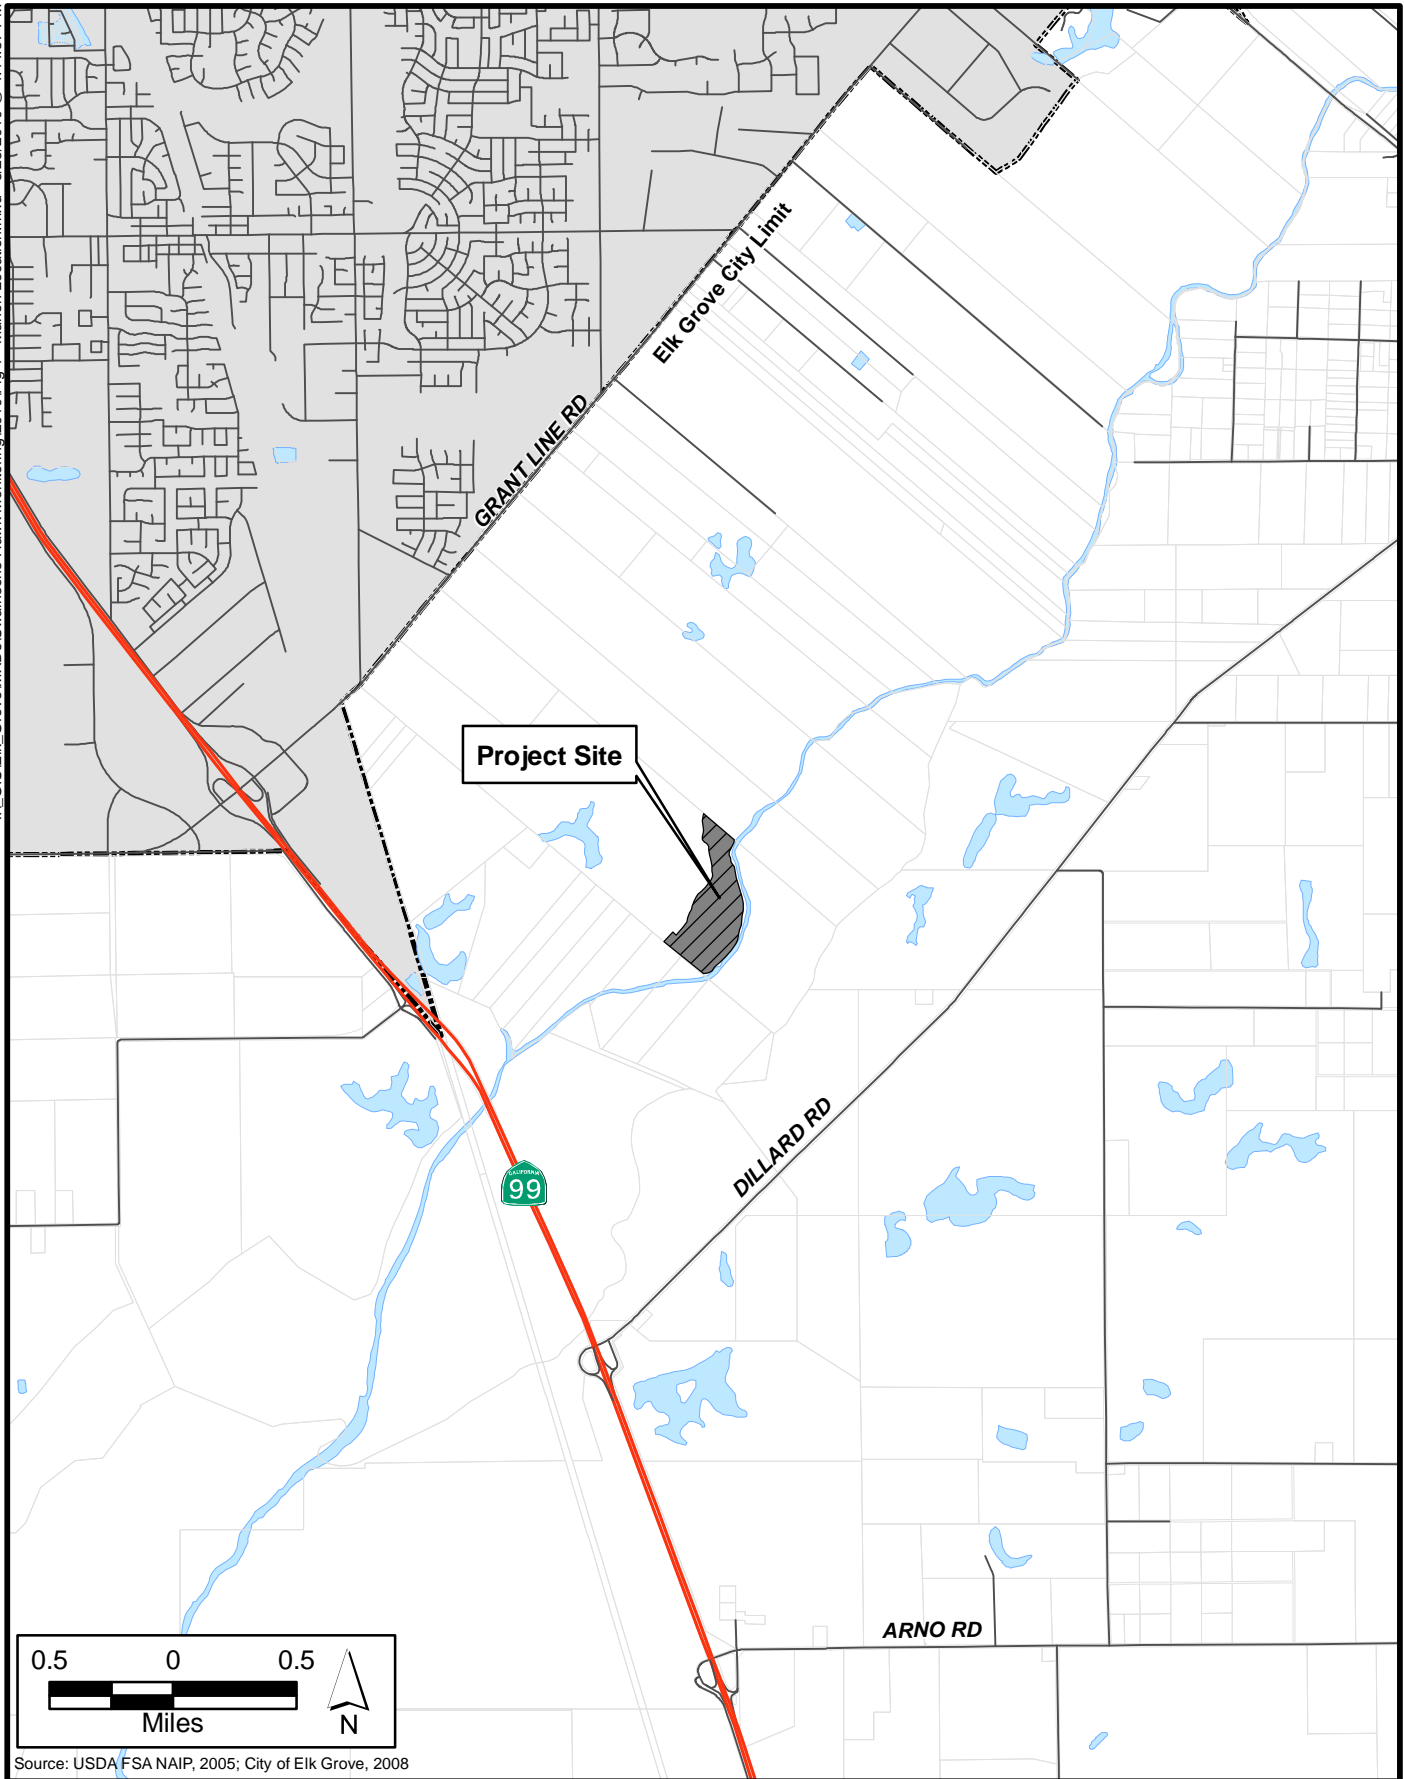 Elk Grove City Limit
GRANT LINE RD
Project Site
CALIFORNIA
99
DILLARD RD
ARNO RD
0.5 0 0.5
Miles
N
Source: USDA FSA NAIP, 2005; City of Elk Grove, 2008